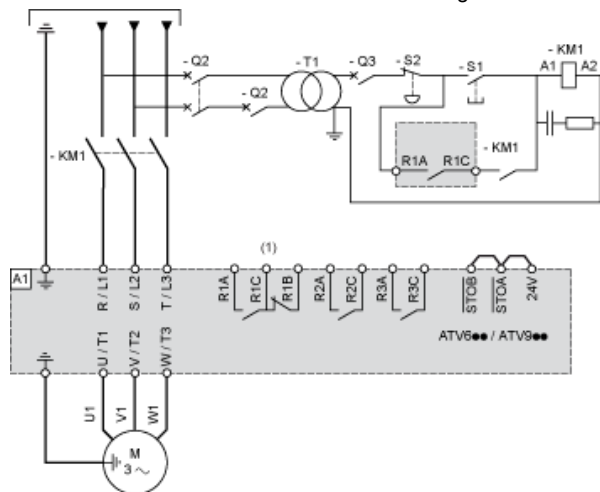 - Q2
- T1
- Q3
- S2
- S1
- KM1
A1 A2
- Q2
- KM1
R1A R1C
- KM1
(1)
A1
R / L1
S / L2
T / L3
R1A
R1C
R1B
R2A
R2C
R3A
R3C
STOB
STOA
24V
ATV6●● / ATV9●●
U / T1
V / T2
W / T3
U1
V1
W1
M
3 ~